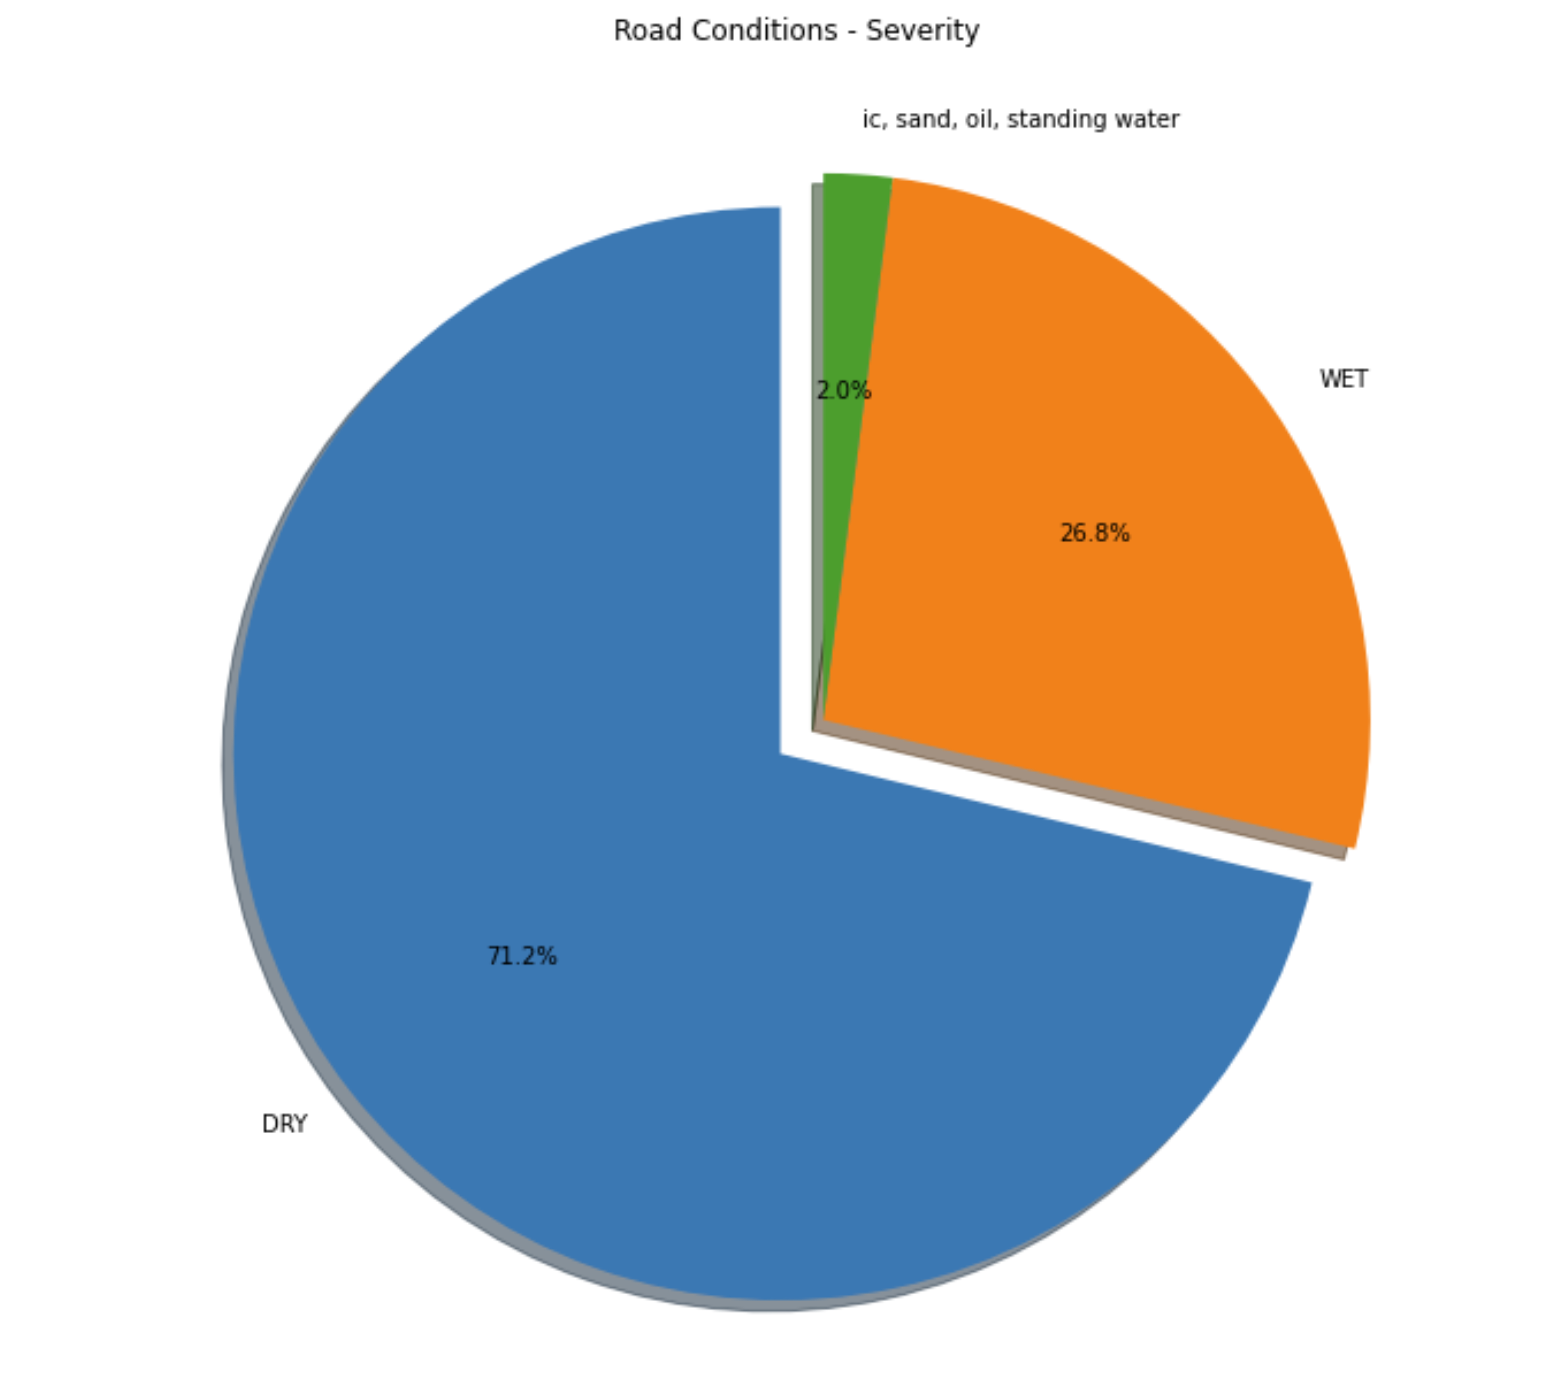 Road Conditions - Severity
ic, sand, oil, standing water
WET
2.0%
26.8%
71.2%
DRY